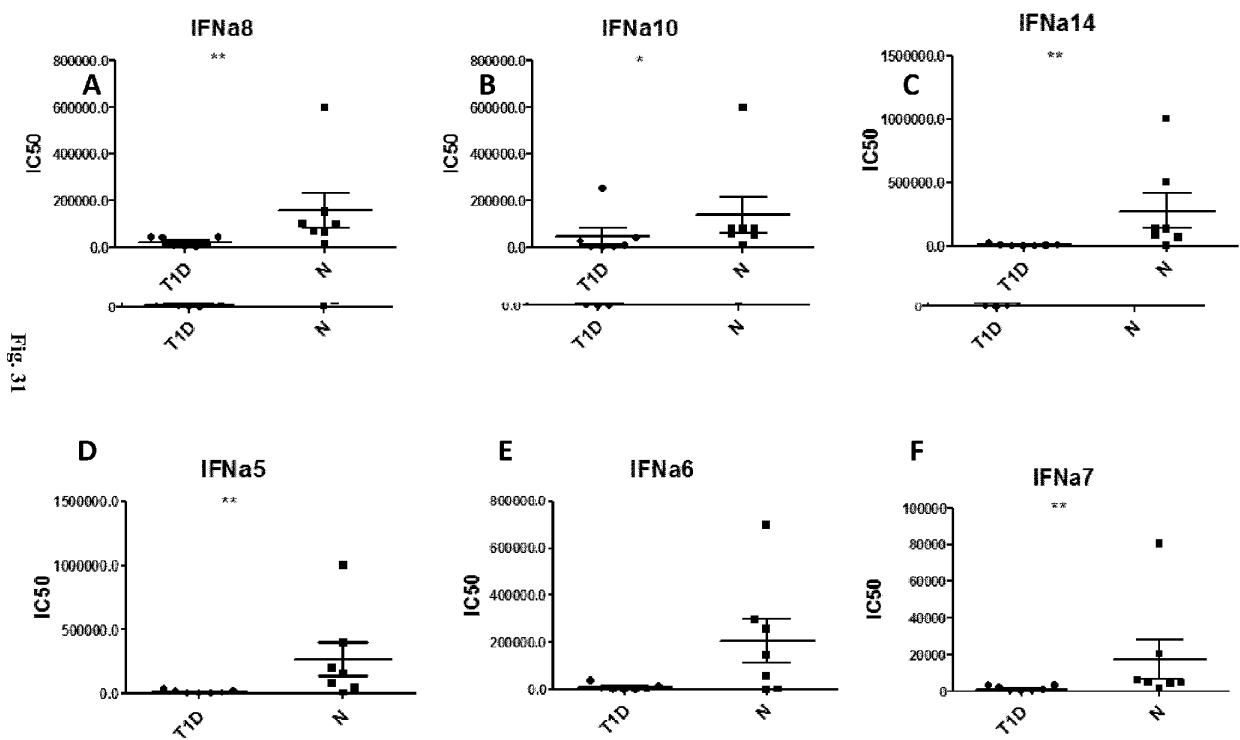 IFNa8
**
A
800000.0
600000.0
400000.0
200000.0
0.0
IC50
T1D
N
0
T1D
N
IFNa10
*
B
800000.0
600000.0
400000.0
200000.0
0.0
IC50
T1D
N
0.0
T1D
N
IFNa14
**
C
1500000.0
1000000.0
500000.0
0.0
IC50
T1D
N
0
T1D
N
Fig. 31
D
IFNa5
**
1500000.0
1000000.0
500000.0
0.0
IC50
T1D
N
E
IFNa6
800000.0
600000.0
400000.0
200000.0
0.0
IC50
T1D
N
F
IFNa7
**
100000
80000
60000
40000
20000
0
IC50
T1D
N